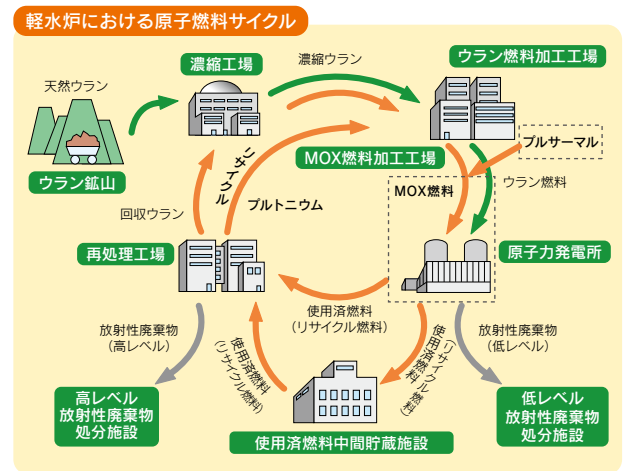 軽水炉における原子燃料サイクル
濃縮工場
濃縮ウラン
ウラン燃料加工工場
天然ウラン
ウラン鉱山
リサイクル
MOX燃料加工工場
プルサーマル
回収ウラン
プルトニウム
MOX燃料
ウラン燃料
再処理工場
原子力発電所
使用済燃料
（リサイクル燃料）
放射性廃棄物
（高レベル）
使用済燃料
（リサイクル燃料）
使用済燃料
（リサイクル燃料）
放射性廃棄物
（低レベル）
高レベル
放射性廃棄物
処分施設
使用済燃料中間貯蔵施設
低レベル
放射性廃棄物
処分施設